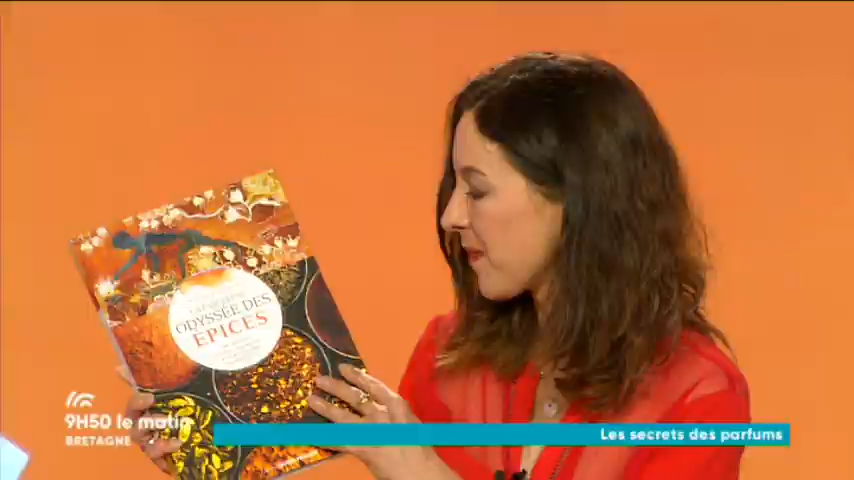 ODYSSÉE DES
ÉPICES
9H50 le matin
BRETAGNE
Les secrets des parfums